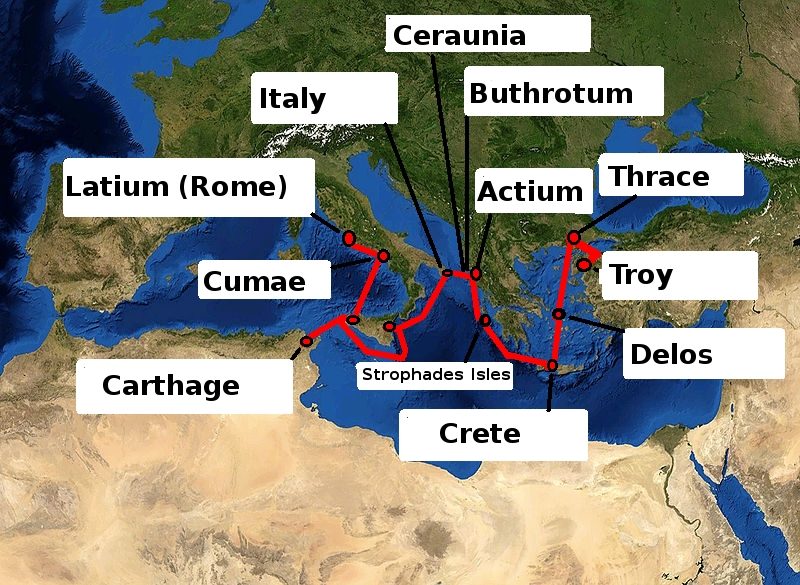 Ceraunia
Italy
Buthrotum
Latium (Rome)
Actium
Thrace
Cumae
Troy
Delos
Carthage
Strophades Isles
Crete